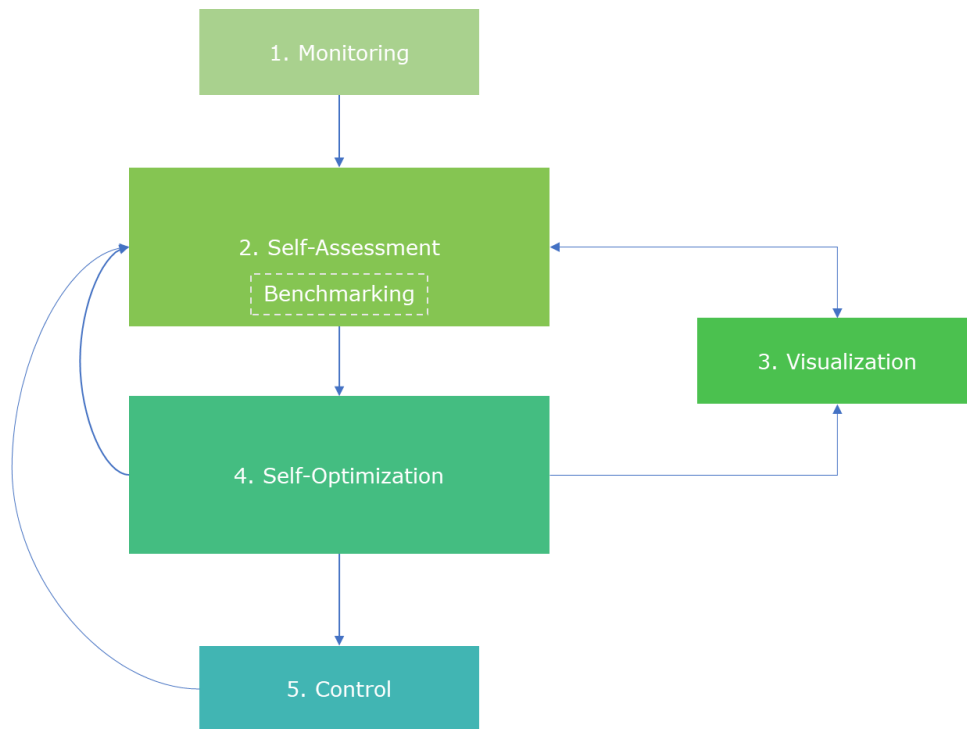 1. Monitoring
2. Self-Assessment
Benchmarking
3. Visualization
4. Self-Optimization
5. Control